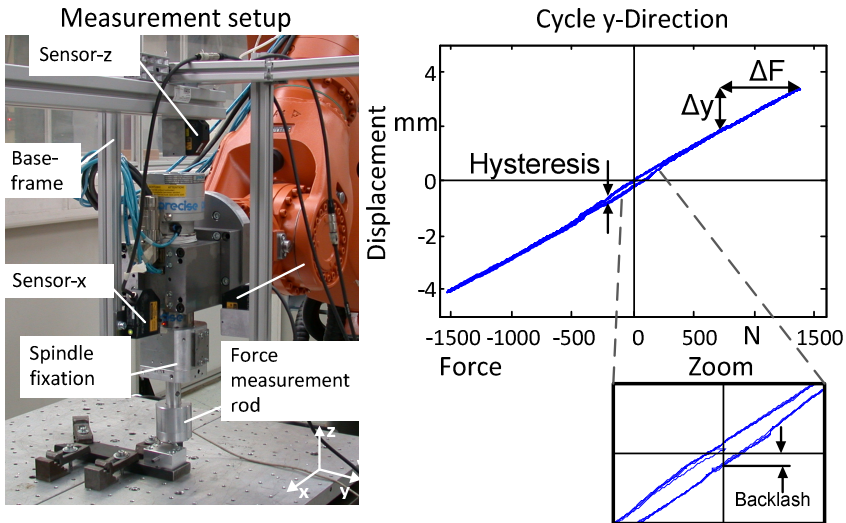 Measurement setup
Sensor-z
Base-
frame
precise
Sensor-x
Spindle
fixation
Force
measurement
rod
z
x
y
Cycle y-Direction
Displacement
mm
4
2
0
-2
-4
ΔF
Δy
Hysteresis
-1500 -1000 -500 0 500 N 1500
Force
Zoom
Backlash